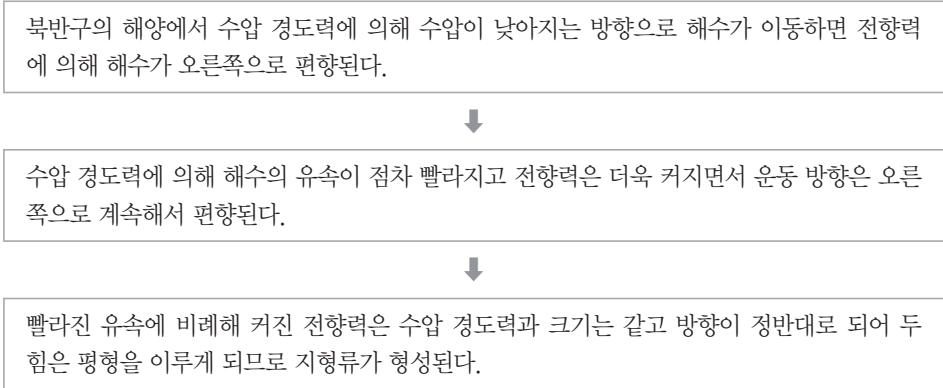 북반구의 해양에서 수압 경도력에 의해 수압이 낮아지는 방향으로 해수가 이동하면 전향력
에 의해 해수가 오른쪽으로 편향된다.
수압 경도력에 의해 해수의 유속이 점차 빨라지고 전향력은 더욱 커지면서 운동 방향은 오른
쪽으로 계속해서 편향된다.
빨라진 유속에 비례해 커진 전향력은 수압 경도력과 크기는 같고 방향이 정반대로 되어 두
힘은 평형을 이루게 되므로 지형류가 형성된다.